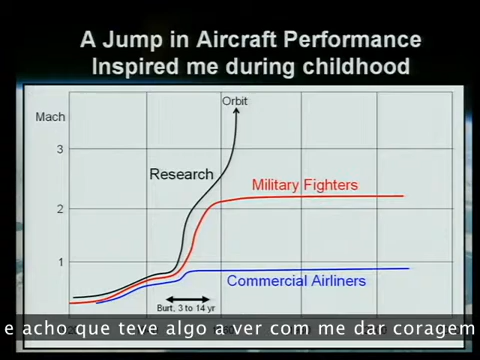 A Jump in Aircraft Performance
Inspired me during childhood
Orbit
Mach
3
Research
Military Fighters
2
1
Commercial Airliners
Burt, 3 to 14 yr
e acho que teve algo a ver com me dar coragem